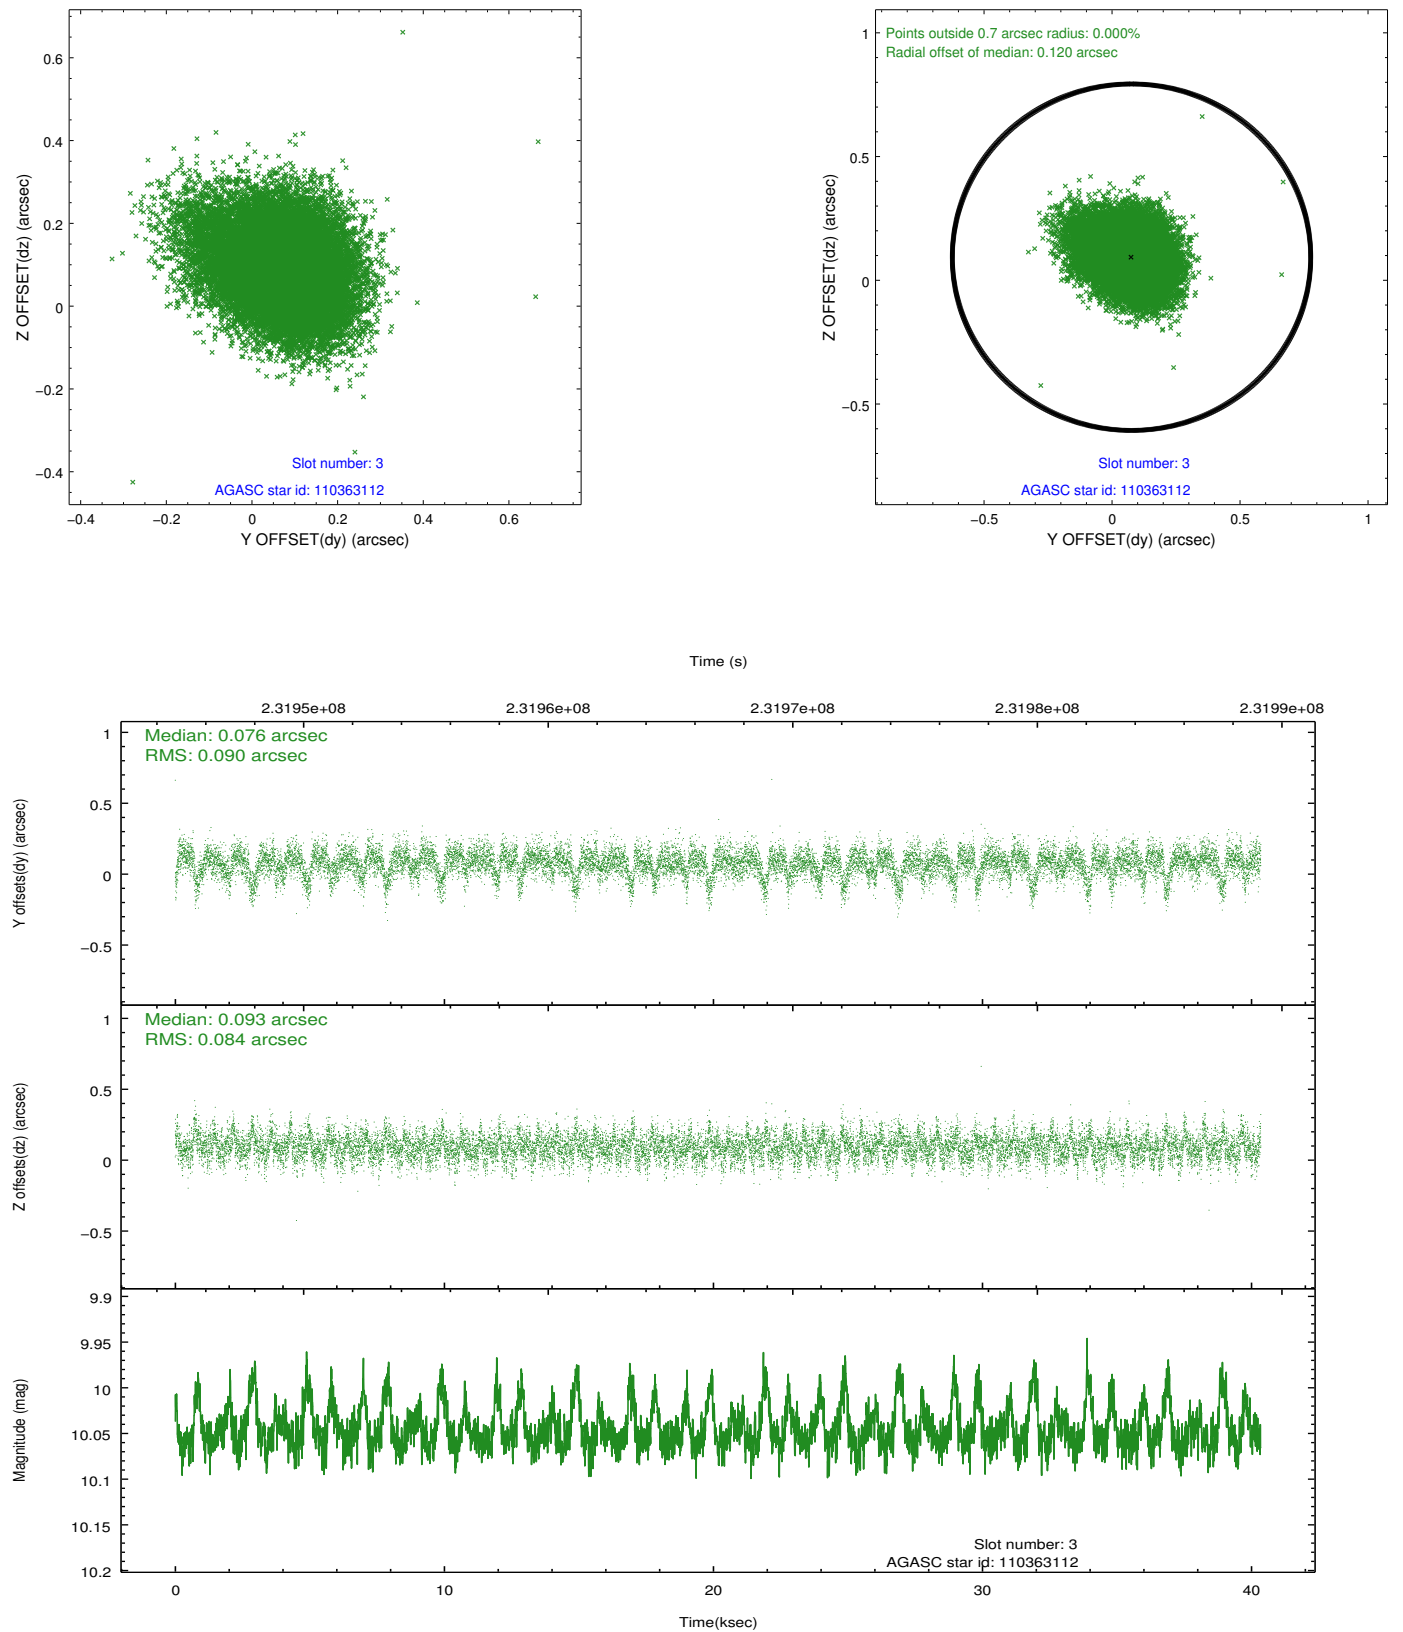 0.6
0.4
0.2
0
−0.2
−0.4
−0.4
−0.2
0
0.2
0.4
0.6
Z OFFSET(dz) (arcsec)
Y OFFSET(dy) (arcsec)
Slot number: 3
AGASC star id: 110363112
Points outside 0.7 arcsec radius: 0.000%
Radial offset of median: 0.120 arcsec
1
0.5
0
−0.5
−0.5
0
0.5
1
Z OFFSET(dz) (arcsec)
Y OFFSET(dy) (arcsec)
Slot number: 3
AGASC star id: 110363112
Time (s)
2.3195e+08
2.3196e+08
2.3197e+08
2.3198e+08
2.3199e+08
Median: 0.076 arcsec
RMS: 0.090 arcsec
1
0.5
0
−0.5
Y offsets(dy) (arcsec)
Median: 0.093 arcsec
RMS: 0.084 arcsec
1
0.5
0
−0.5
Z offsets(dz) (arcsec)
9.9
9.95
10
10.05
10.1
10.15
10.2
Magnitude (mag)
Slot number: 3
AGASC star id: 110363112
0
10
20
30
40
Time(ksec)